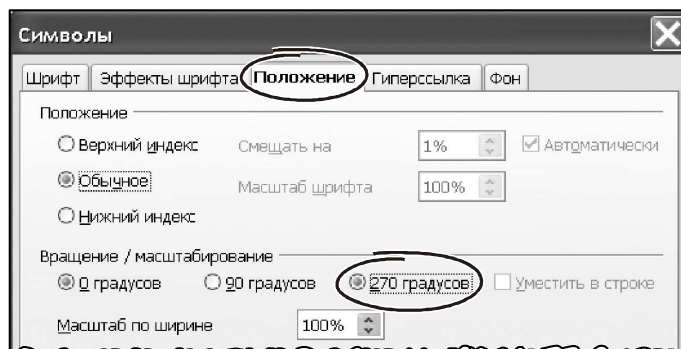 Символы
Шрифт Эффекты шрифта Положение Гиперссылка Фон
Положение
Верхний индекс Смещать на 1% Автоматически
Обычное Масштаб шрифта 100%
Нижний индекс
Вращение / масштабирование
0 градусов 90 градусов 270 градусов Уместить в строке
Масштаб по ширине 100%